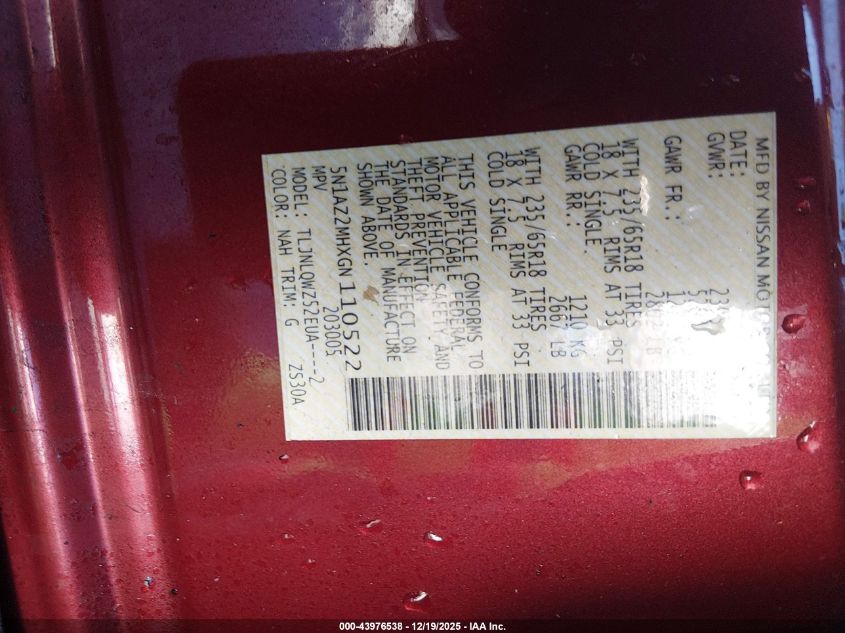 MFD BY NISSAN MOTOR
DATE:
GVWR:
GAWR FR.:
WITH 235/65R18 TIRES
18 X 7.5 RIMS AT 33 PSI
COLD SINGLE
GAWR RR.: 1210 KG
2667 LB
WITH 235/65R18 TIRES
18 X 7.5 RIMS AT 33 PSI
COLD SINGLE
THIS VEHICLE CONFORMS TO
ALL APPLICABLE FEDERAL
MOTOR VEHICLE SAFETY AND
THEFT PREVENTION
STANDARDS IN EFFECT ON
THE DATE OF MANUFACTURE
SHOWN ABOVE.
5N1AZ2MHXGN110522
MPV 203005
MODEL: TLJNLQWZ52EUA----2
COLOR: NAH TRIM: G ZS30A
000-43976538 - 12/19/2025 - IAA Inc.